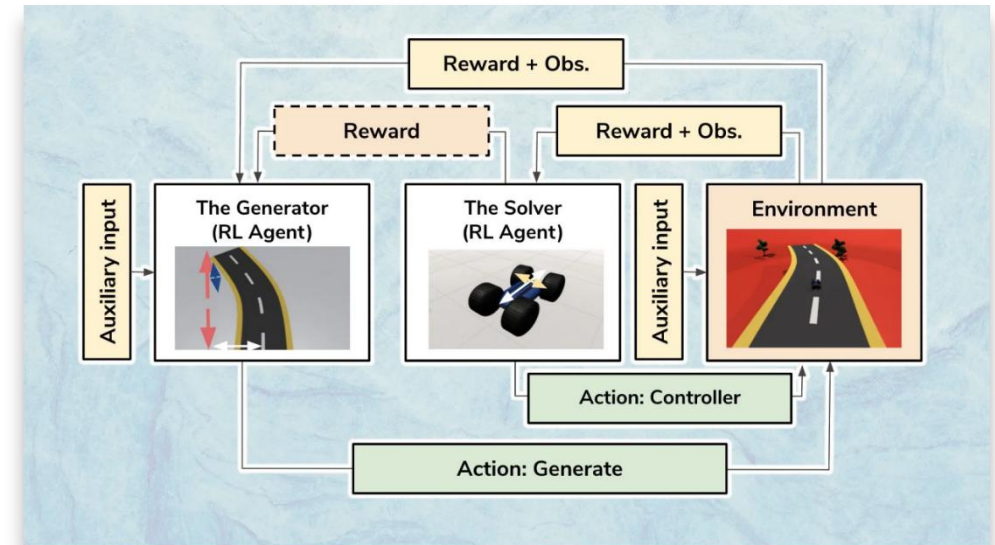 Reward + Obs.
Reward
Reward + Obs.
Auxiliary input
The Generator
(RL Agent)
The Solver
(RL Agent)
Auxiliary input
Environment
Action: Controller
Action: Generate